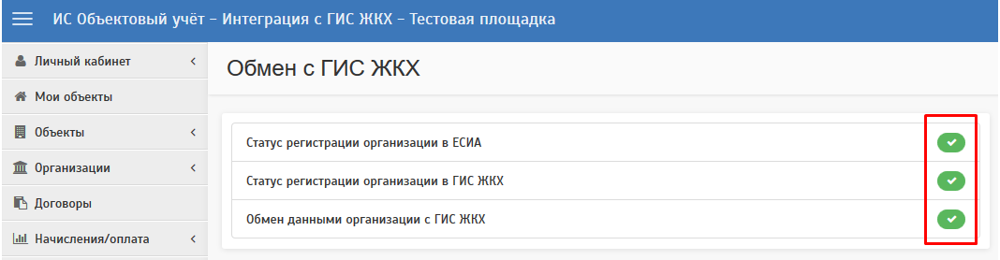 ИС Объектовый учёт - Интеграция с ГИС ЖКХ - Тестовая площадка
Личный кабинет
Мои объекты
Объекты
Организации
Договоры
Начисления/оплата
Обмен с ГИС ЖКХ
Статус регистрации организации в ЕСИА
Статус регистрации организации в ГИС ЖКХ
Обмен данными организации с ГИС ЖКХ